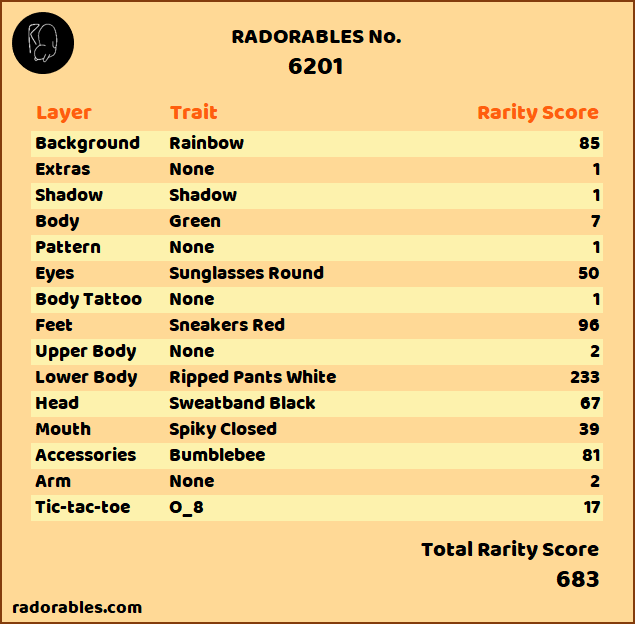 RADORABLES No.
6201
Layer Trait Rarity Score
Background Rainbow 85
Extras None 1
Shadow Shadow 1
Body Green 7
Pattern None 1
Eyes Sunglasses Round 50
Body Tattoo None 1
Feet Sneakers Red 96
Upper Body None 2
Lower Body Ripped Pants White 233
Head Sweatband Black 67
Mouth Spiky Closed 39
Accessories Bumblebee 81
Arm None 2
Tic-tac-toe O_8 17
Total Rarity Score
683
radorables.com